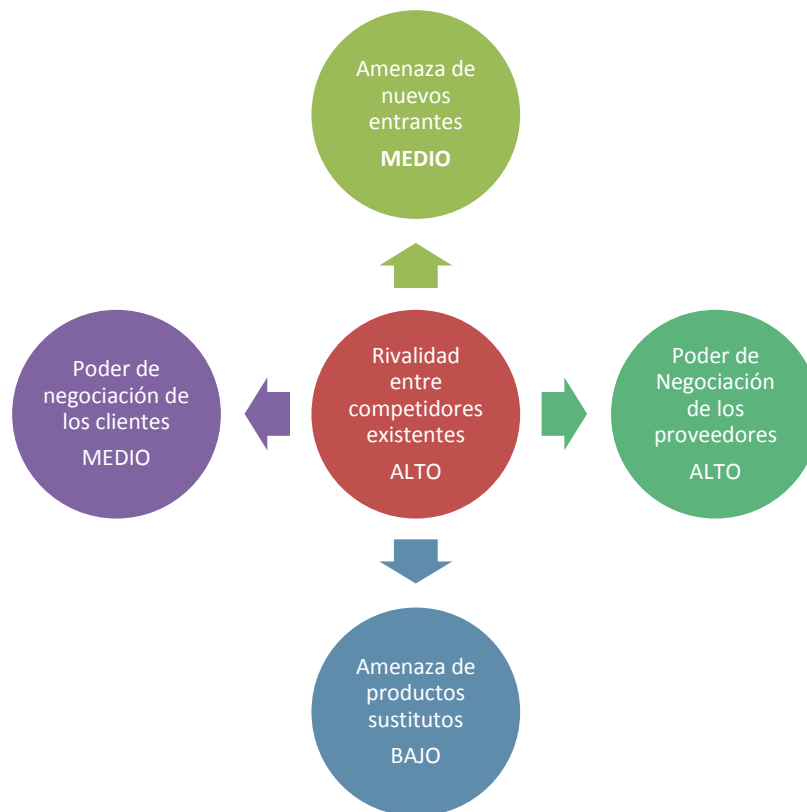 Amenaza de
nuevos
entrantes
MEDIO
Poder de
negociación de
los clientes
MEDIO
Rivalidad
entre
competidores
existentes
ALTO
Poder de
Negociación
de los
proveedores
ALTO
Amenaza de
productos
sustitutos
BAJO